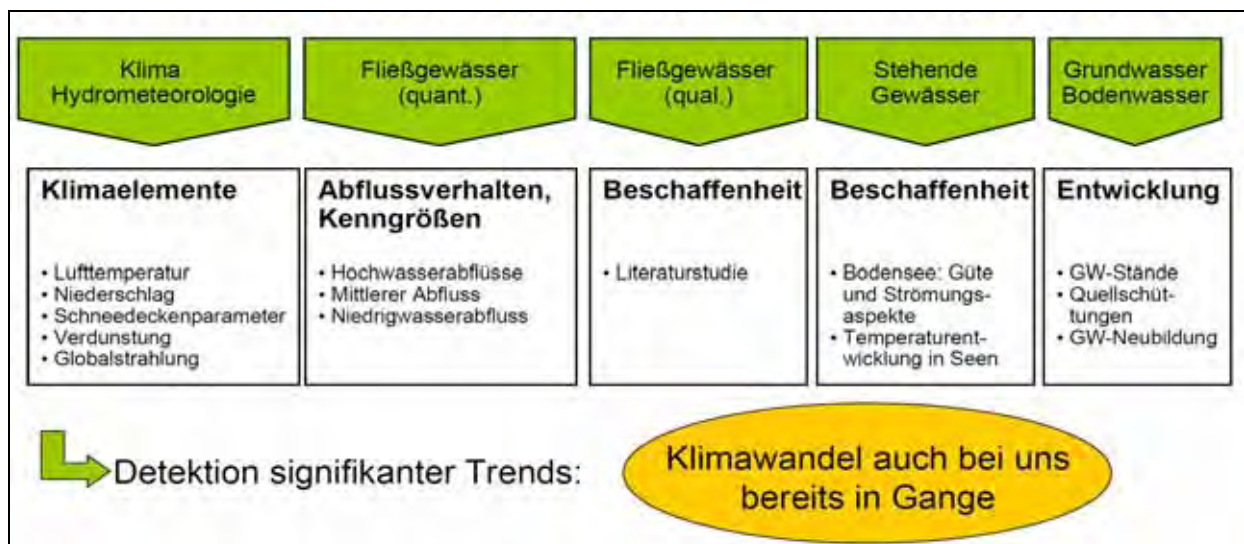 Klima
Hydrometeorologie
Fließgewässer
(quant.)
Fließgewässer
(qual.)
Stehende
Gewässer
Grundwasser
Bodenwasser
Klimaelemente
• Lufttemperatur
• Niederschlag
• Schneedeckenparameter
• Verdunstung
• Globalstrahlung
Abflussverhalten,
Kenngrößen
• Hochwasserabflüsse
• Mittlerer Abfluss
• Niedrigwasserabfluss
Beschaffenheit
• Literaturstudie
Beschaffenheit
• Bodensee: Güte
und Strömungs-
aspekte
• Temperaturent-
wicklung in Seen
Entwicklung
• GW-Stände
• Quellschüt-
tungen
• GW-Neubildung
Detektion signifikanter Trends:
Klimawandel auch bei uns
bereits in Gange